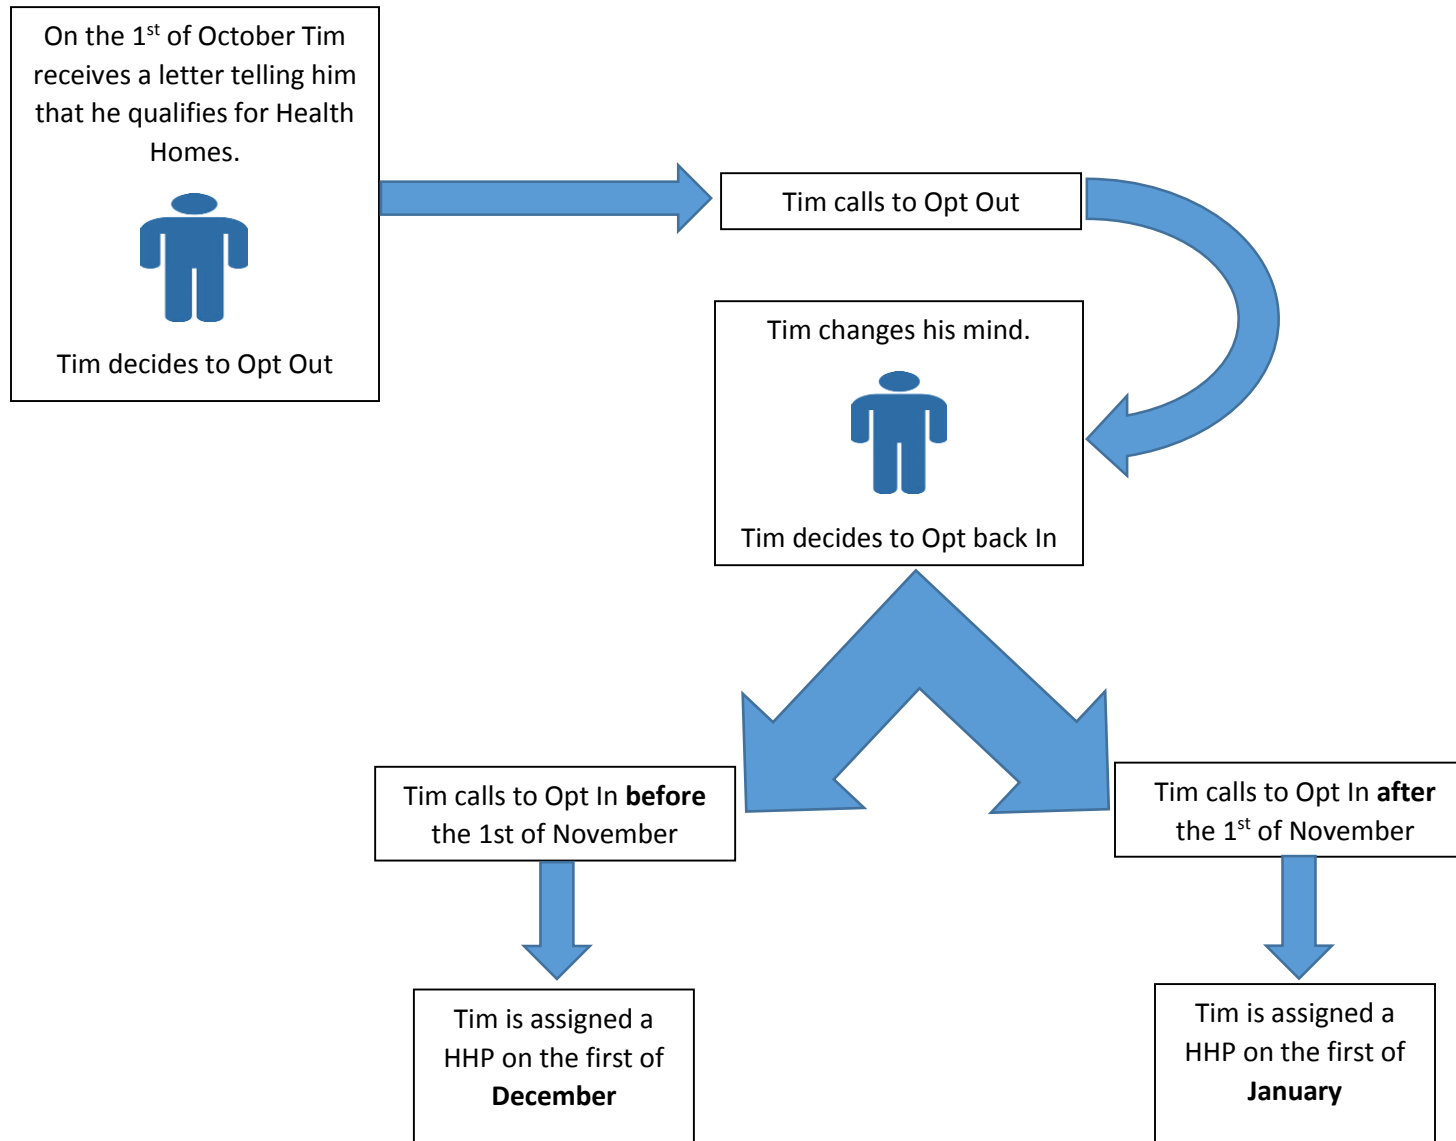 On the 1st of October Tim
receives a letter telling him
that he qualifies for Health
Homes.
Tim decides to Opt Out
Tim calls to Opt Out
Tim changes his mind.
Tim decides to Opt back In
Tim calls to Opt In before
the 1st of November
Tim calls to Opt In after
the 1st of November
Tim is assigned a
HHP on the first of
December
Tim is assigned a
HHP on the first of
January